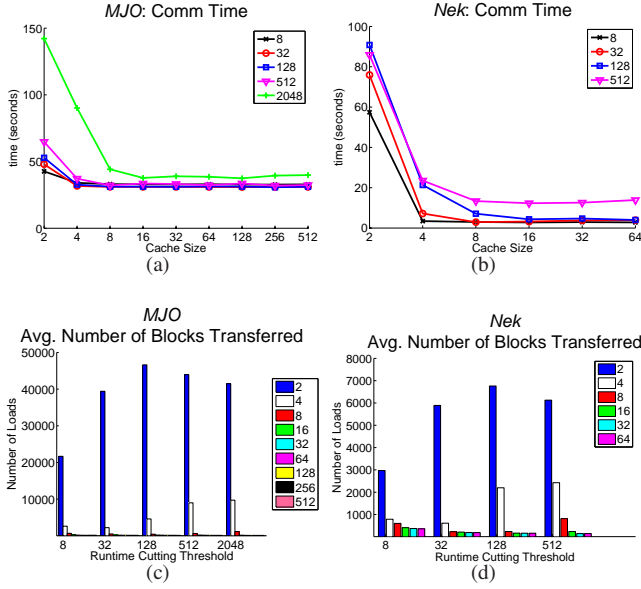 MJO: Comm Time
150
100
50
0
time (seconds)
2 4 8 16 32 64 128 256 512
Cache Size
8
32
128
512
2048
(a)
Nek: Comm Time
100
80
60
40
20
0
time (seconds)
2 4 8 16 32 64
Cache Size
8
32
128
512
(b)
MJO
Avg. Number of Blocks Transferred
50000
40000
30000
20000
10000
Number of Loads
8 32 128 512 2048
Runtime Cutting Threshold
2
4
8
16
32
64
128
256
512
(c)
Nek
Avg. Number of Blocks Transferred
8000
7000
6000
5000
4000
3000
2000
1000
Number of Loads
8 32 128 512
Runtime Cutting Threshold
2
4
8
16
32
64
(d)